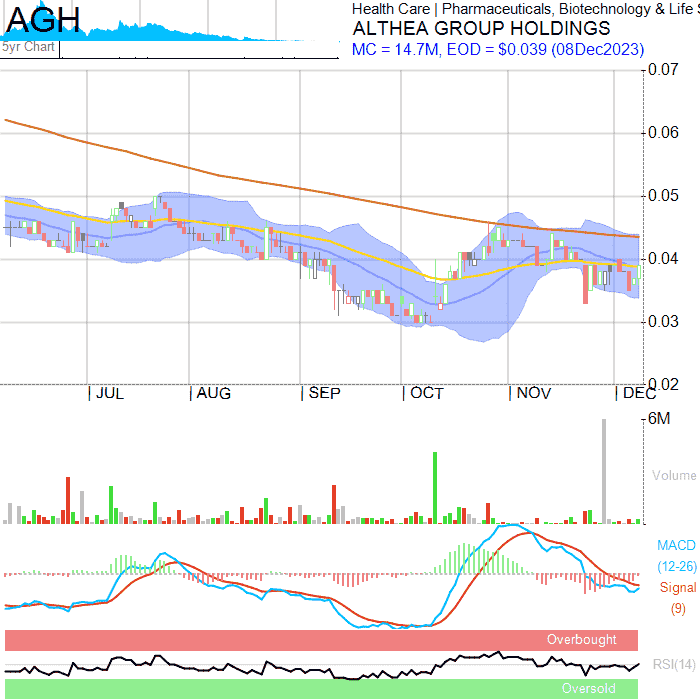 AGH
5yr Chart
Health Care | Pharmaceuticals, Biotechnology & Life S
ALTHEA GROUP HOLDINGS
MC = 14.7M, EOD = $0.039 (08Dec2023)
0.07
0.06
0.05
0.04
0.03
0.02
JUL AUG SEP OCT NOV DEC
6M
Volume
MACD
(12-26)
Signal
(9)
Overbought
RSI(14)
Oversold